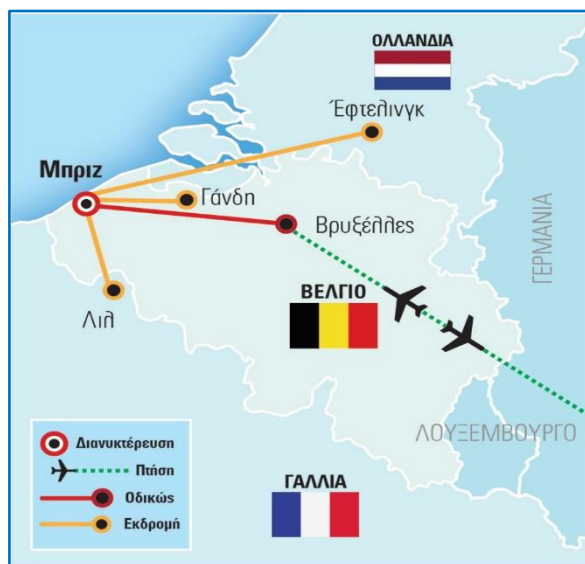 ΟΛΛΑΝΔΙΑ
Έφτελινγκ
Μπριζ
Γάνδη
Βρυξέλλες
ΓΕΡΜΑΝΙΑ
ΒΕΛΓΙΟ
Λιλ
ΛΟΥΞΕΜΒΟΥΡΓΟ
ΓΑΛΛΙΑ
Διανυκτέρευση
Πτήση
Οδικώς
Εκδρομή